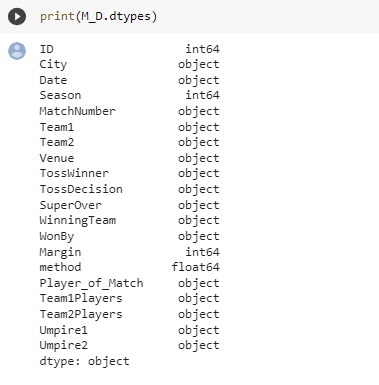 print(M_D.dtypes)
ID int64
City object
Date object
Season int64
MatchNumber object
Team1 object
Team2 object
Venue object
TossWinner object
TossDecision object
SuperOver object
WinningTeam object
WonBy object
Margin int64
method float64
Player_of_Match object
Team1Players object
Team2Players object
Umpire1 object
Umpire2 object
dtype: object